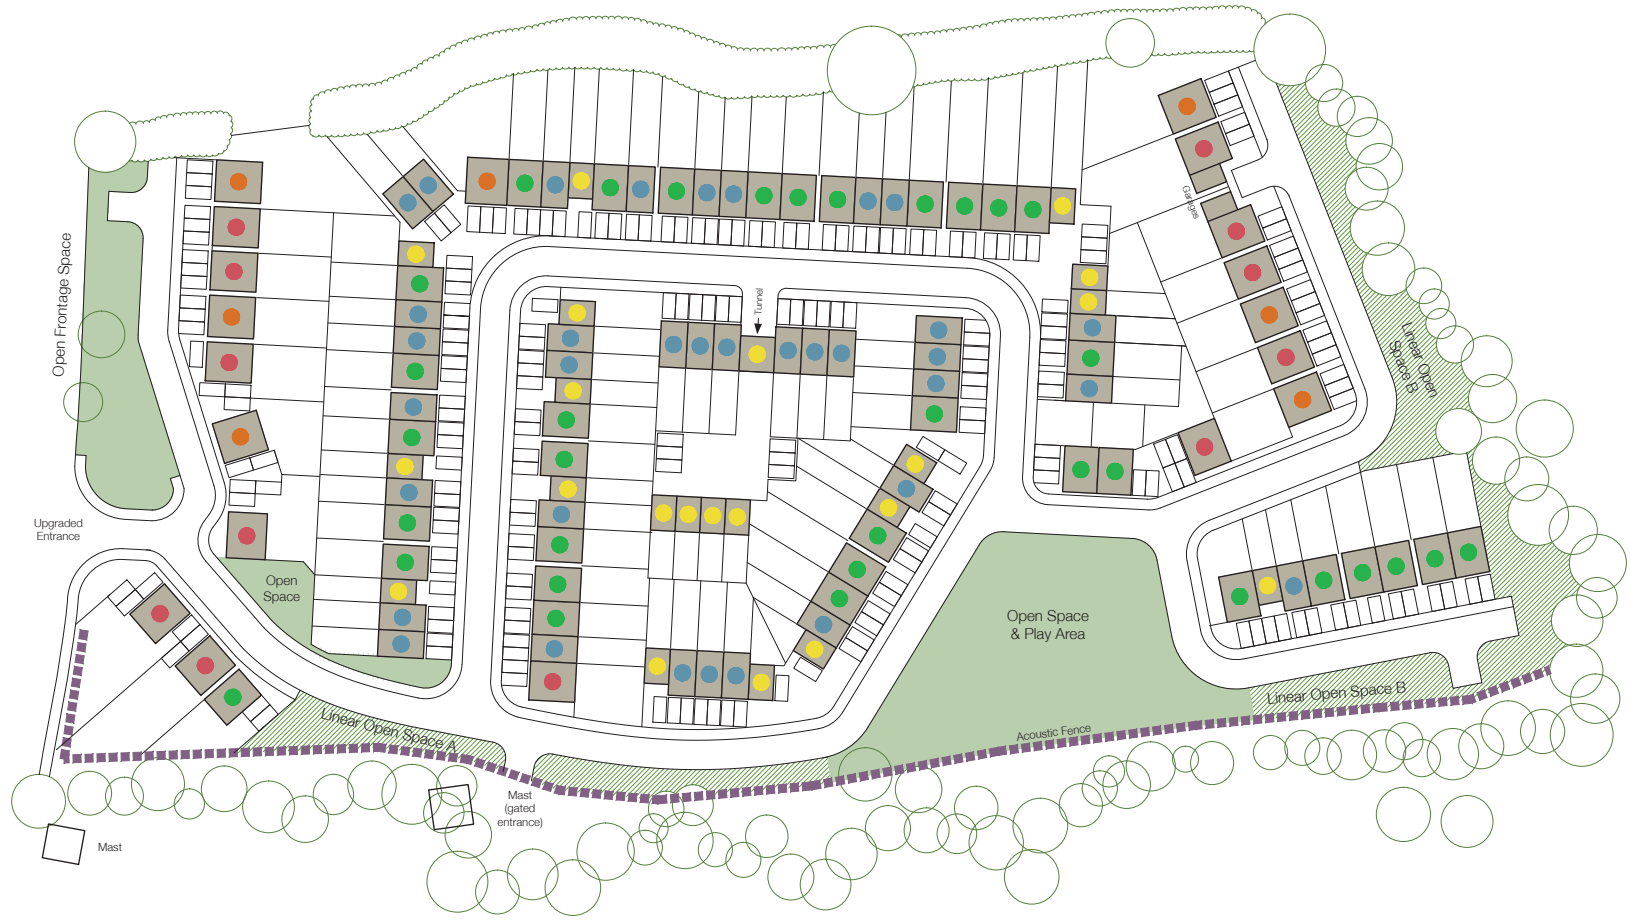 Open Frontage Space
Tunnel
Garages
Linear Open
Space B
Upgraded
Entrance
Open
Space
Open Space
& Play Area
Linear Open Space B
Linear Open Space A
Acoustic Fence
Mast
(gated
entrance)
Mast